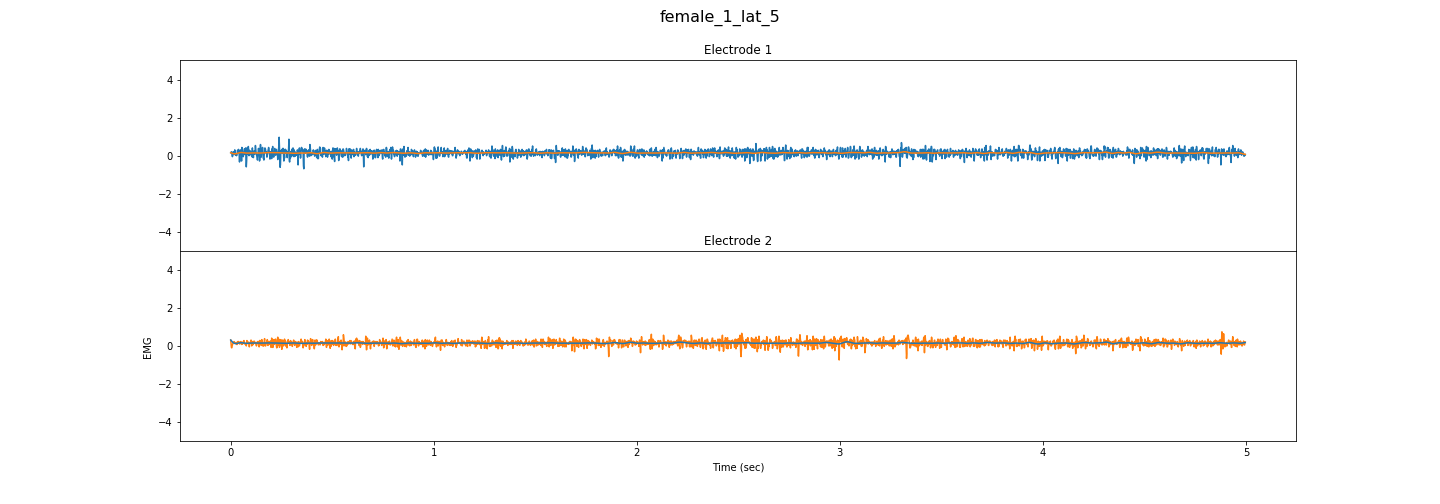 female_1_lat_5
Electrode 1
4
2
0
−2
−4
Electrode 2
4
2
0
−2
−4
EMG
0 1 2 3 4 5
Time (sec)